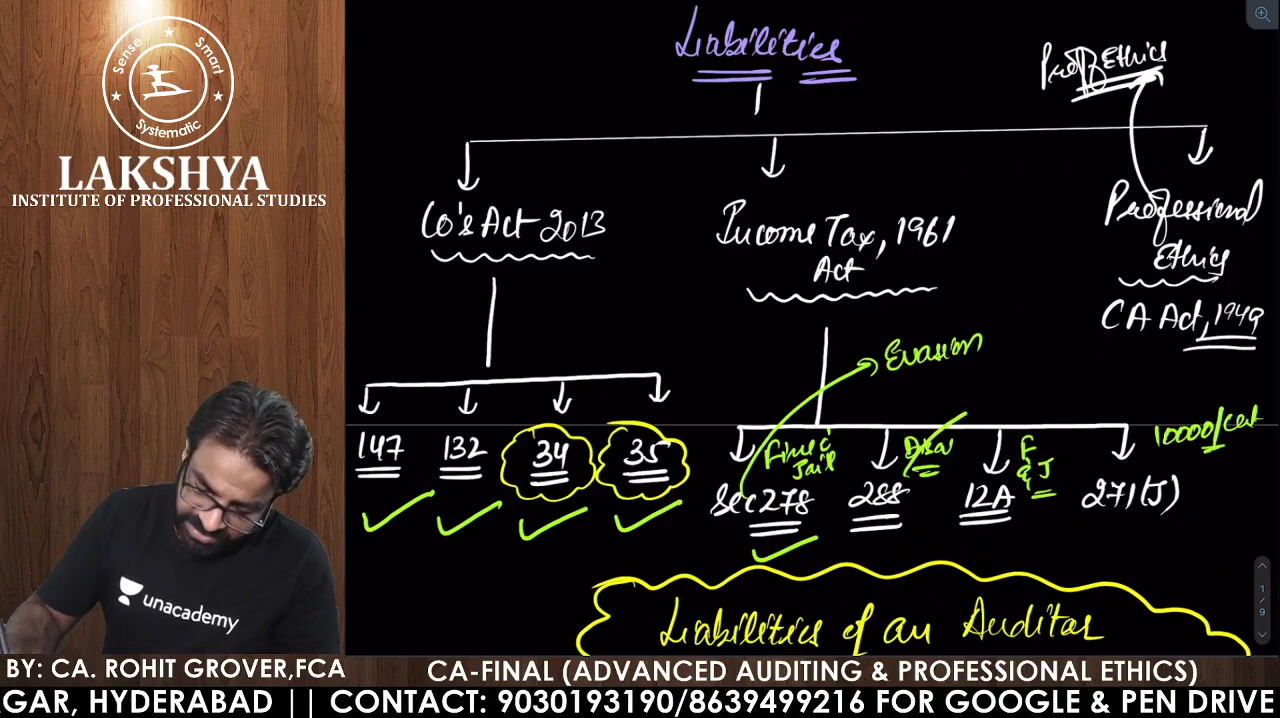 Sense
Smart
Systematic
LAKSHYA
INSTITUTE OF PROFESSIONAL STUDIES
unacademy
Liabilities
Prof Ethics
Co's Act 2013
147
132
34
35
Income Tax, 1961
Act
Evasion
Fine &
Jail
Sec 278
288
F
& J
12A
10000/cert
271(J)
Professional
Ethics
CA Act, 1949
Liabilities of an Auditor
1
/
9
BY: CA. ROHIT GROVER,FCA
CA-FINAL (ADVANCED AUDITING & PROFESSIONAL ETHICS)
AGAR, HYDERABAD || CONTACT: 9030193190/8639499216 FOR GOOGLE & PEN DRIVE